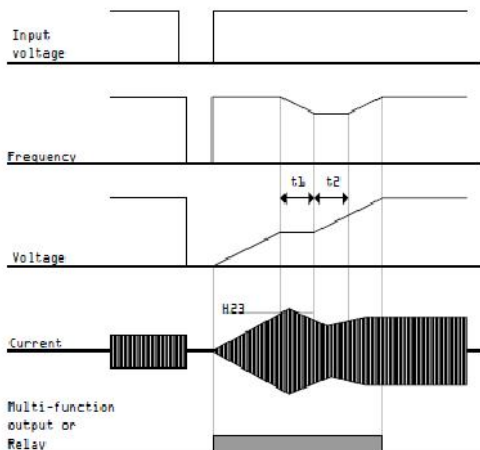 Input
voltage
Frequency
t1 t2
Voltage
H23
Current
Multi-function
output or
Relay